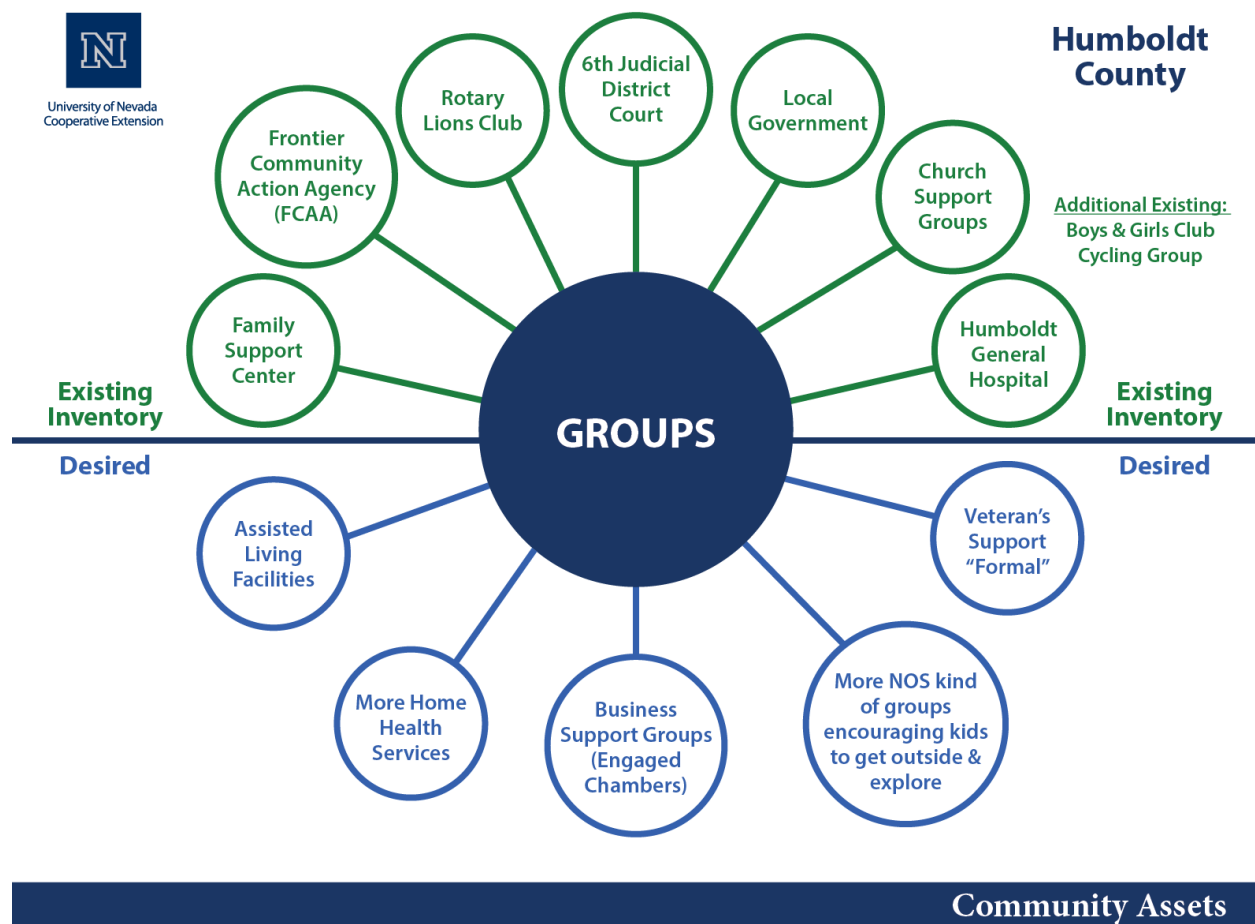 N
University of Nevada
Cooperative Extension
Humboldt
County
Family
Support
Center
Frontier
Community
Action Agency
(FCAA)
Rotary
Lions Club
6th Judicial
District
Court
Local
Government
Church
Support
Groups
Humboldt
General
Hospital
Additional Existing:
Boys & Girls Club
Cycling Group
Existing
Inventory
Existing
Inventory
GROUPS
Desired
Desired
Assisted
Living
Facilities
More Home
Health
Services
Business
Support Groups
(Engaged
Chambers)
More NOS kind
of groups
encouraging kids
to get outside &
explore
Veteran’s
Support
“Formal”
Community Assets